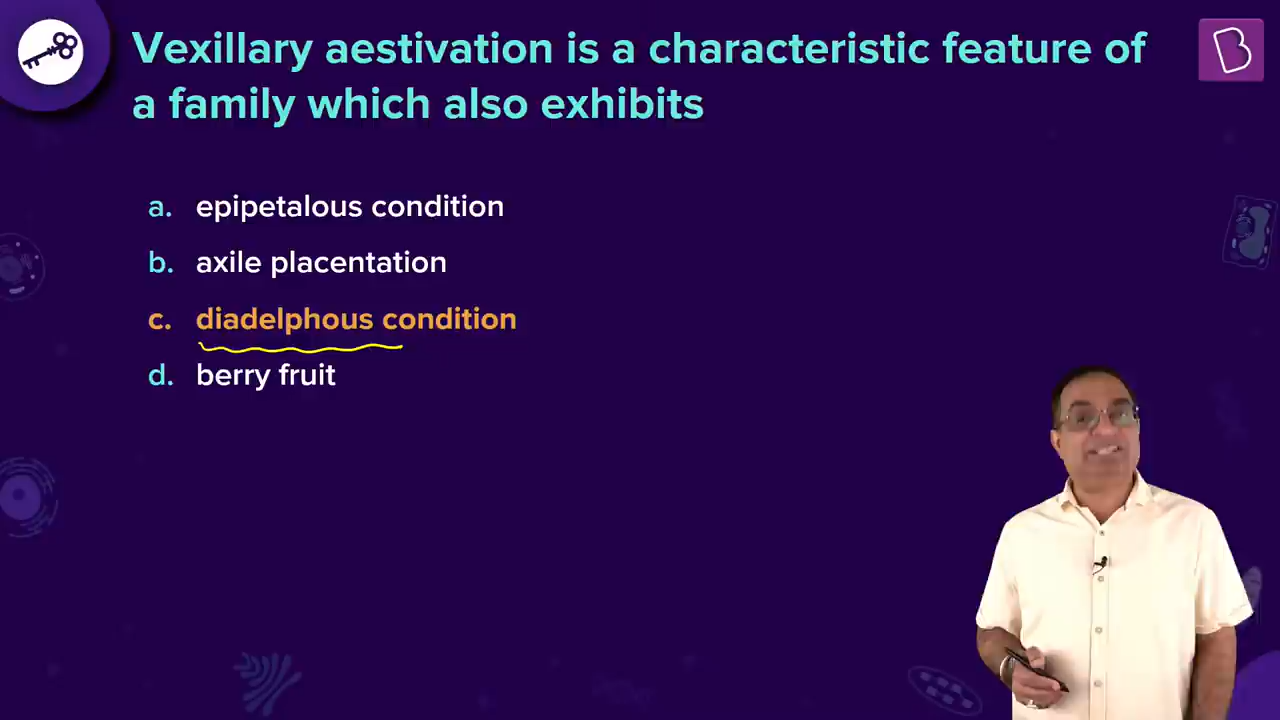 Vexillary aestivation is a characteristic feature of
a family which also exhibits
a. epipetalous condition
b. axile placentation
c. diadelphous condition
d. berry fruit
B